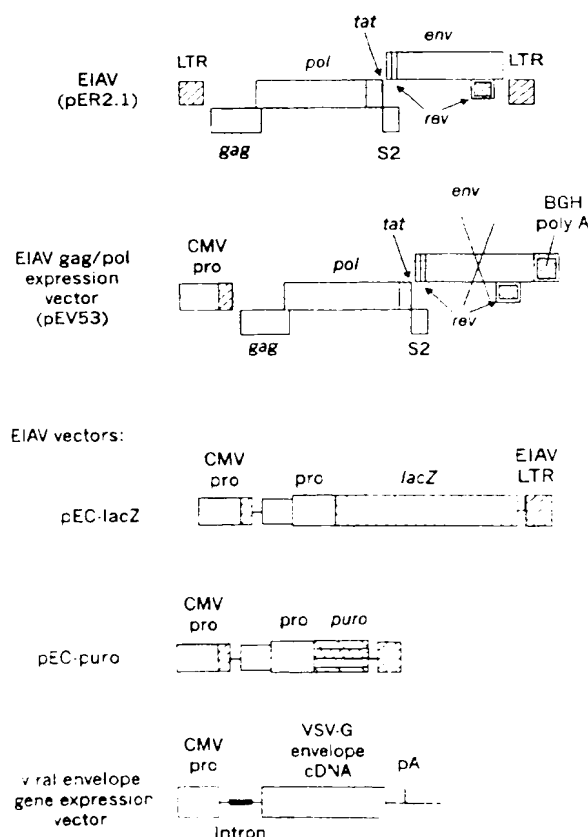 tat
env
LTR
pol
LTR
EIAV
(pER2.1)
rev
gag
S2
env
BGH
poly A
tat
CMV
pro
pol
EIAV gag/pol
expression
vector
(pEV53)
rev
gag
S2
EIAV vectors:
EIAV
LTR
CMV
pro
pro
lacZ
pEC-lacZ
CMV
pro
pro
puro
pEC-puro
VSV-G
envelope
cDNA
CMV
pro
pA
viral envelope
gene expression
vector
Intron